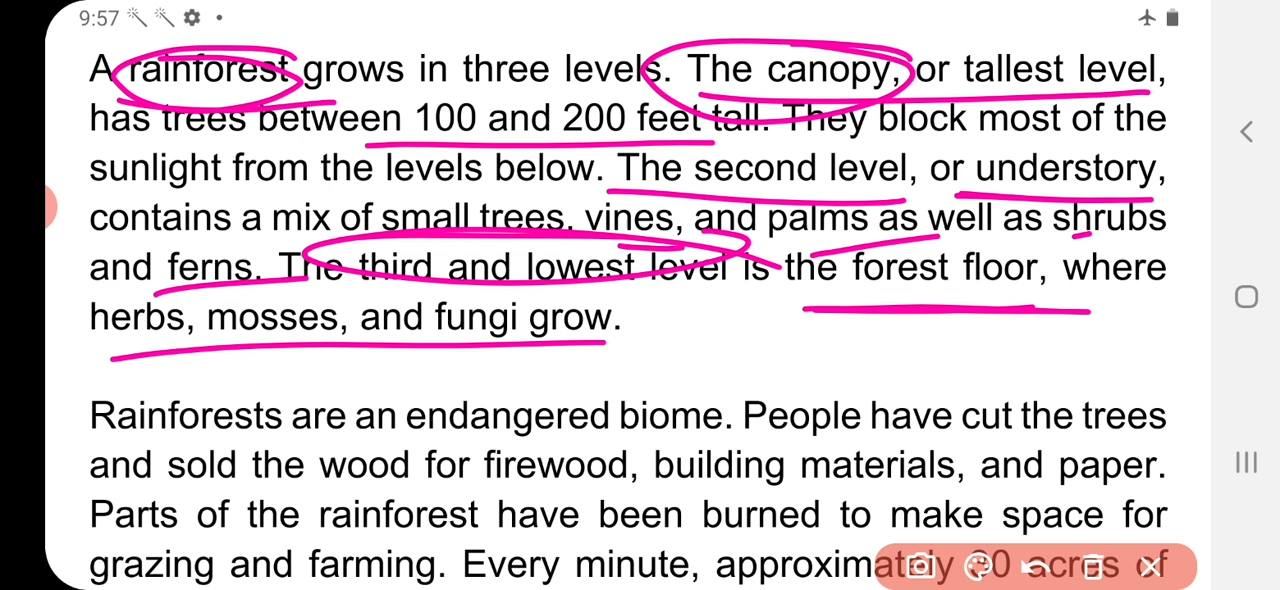 9:57
A rainforest grows in three levels. The canopy, or tallest level,
has trees between 100 and 200 feet tall. They block most of the
sunlight from the levels below. The second level, or understory,
contains a mix of small trees, vines, and palms as well as shrubs
and ferns. The third and lowest level is the forest floor, where
herbs, mosses, and fungi grow.
Rainforests are an endangered biome. People have cut the trees
and sold the wood for firewood, building materials, and paper.
Parts of the rainforest have been burned to make space for
grazing and farming. Every minute, approximately acres of